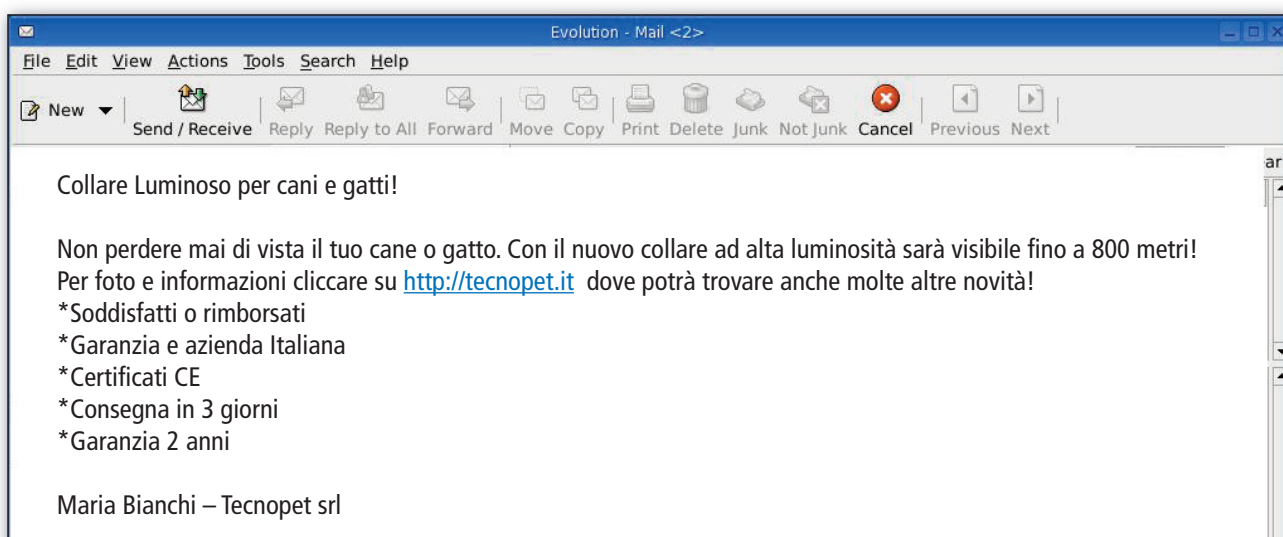 Evolution - Mail <2>
File Edit View Actions Tools Search Help
New Send / Receive Reply Reply to All Forward Move Copy Print Delete Junk Not Junk Cancel Previous Next
ar
Collare Luminoso per cani e gatti!
Non perdere mai di vista il tuo cane o gatto. Con il nuovo collare ad alta luminosità sarà visibile fino a 800 metri!
Per foto e informazioni cliccare su http://tecnopet.it dove potrà trovare anche molte altre novità!
*Soddisfatti o rimborsati
*Garanzia e azienda Italiana
*Certificati CE
*Consegna in 3 giorni
*Garanzia 2 anni
Maria Bianchi – Tecnopet srl